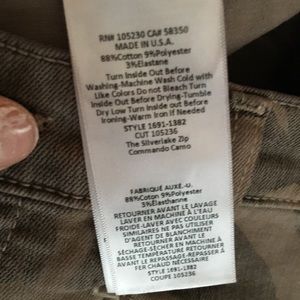 RN# 105230 CA# 58350
MADE IN U.S.A.
88%Cotton 9%Polyester
3%Elastane
Turn Inside Out Before
Washing-Machine Wash Cold with
Like Colors Do not Bleach Turn
Inside Out Before Drying-Tumble
Dry Low Turn Inside Out Before
Ironing-Warm Iron if Needed
STYLE 1691-1382
CUT 105236
The Silverlake Zip
Commando Camo
FABRIQUÉ AUXÉ.-U.
88%Coton 9%Polyester
3%Élasthanne
RETOURNER AVANT LE LAVAGE
LAVER EN MACHINE À L'EAU
FROIDE-LAVER AVEC COULEURS
SIMILAIRES NE PAS UTILISER
D'AGENT DE BLANCHIMENT
RETOURNER AVANT LE SÉCHAGE
EN MACHINE À BASSE
TEMPÉRATURE RETOURNER AVANT
LE REPASSAGE
FER CHAUD NÉCESSAIRE
STYLE 1691-1382
COUPE 105236